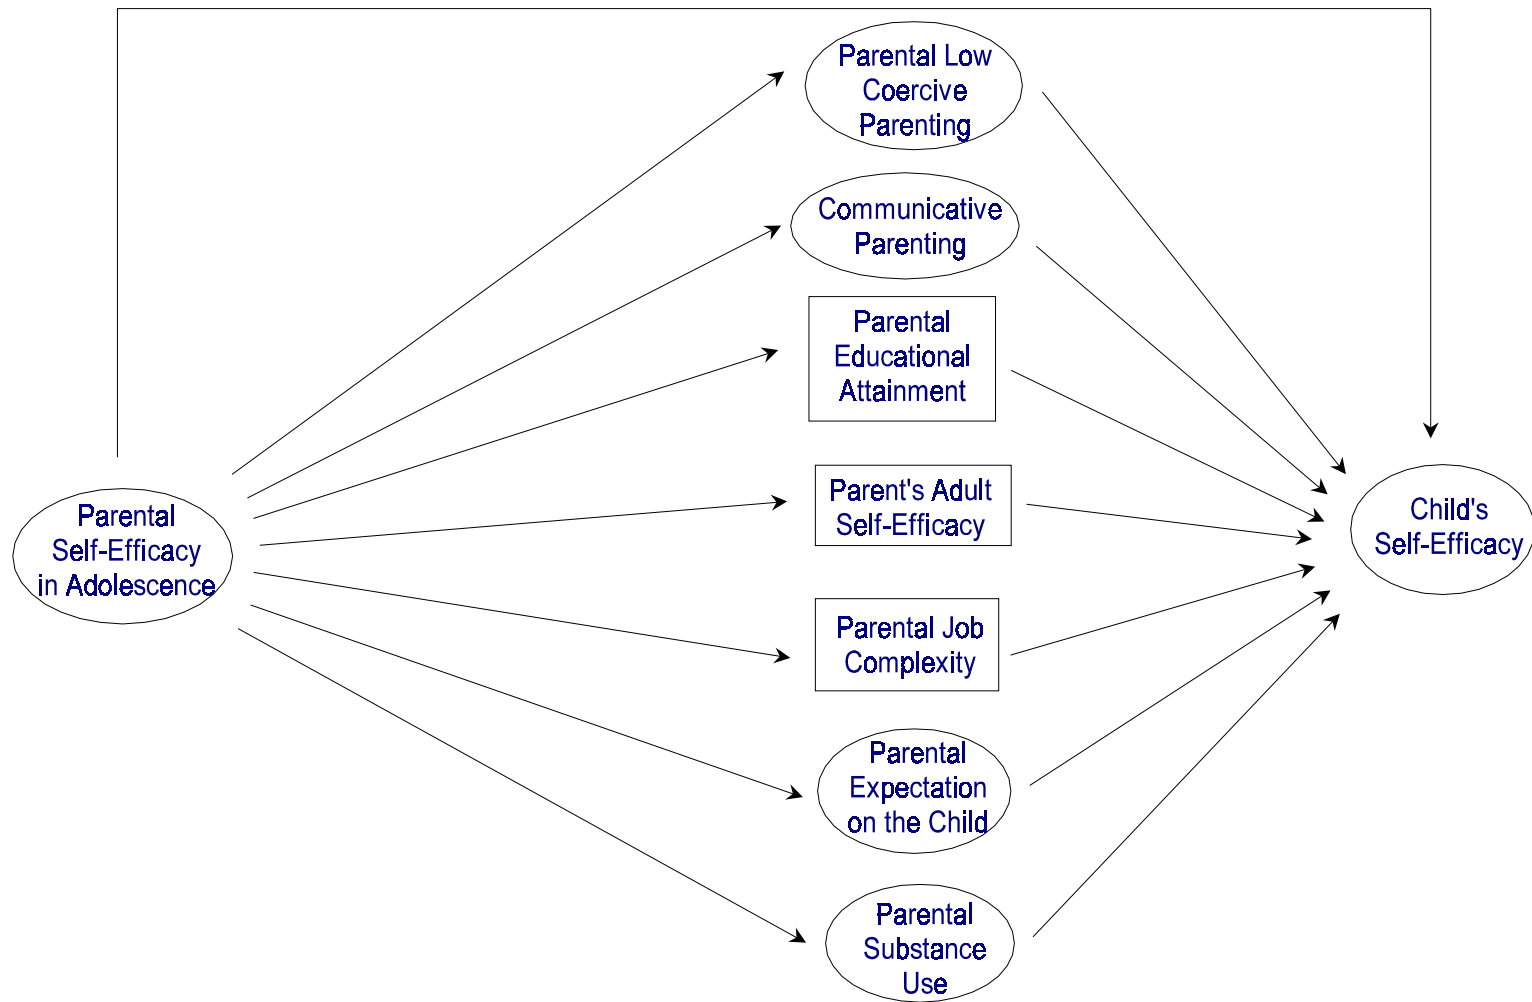 Parental Low
Coercive
Parenting
Communicative
Parenting
Parental
Educational
Attainment
Parent's Adult
Self-Efficacy
Parental
Self-Efficacy
in Adolescence
Child's
Self-Efficacy
Parental Job
Complexity
Parental
Expectation
on the Child
Parental
Substance
Use